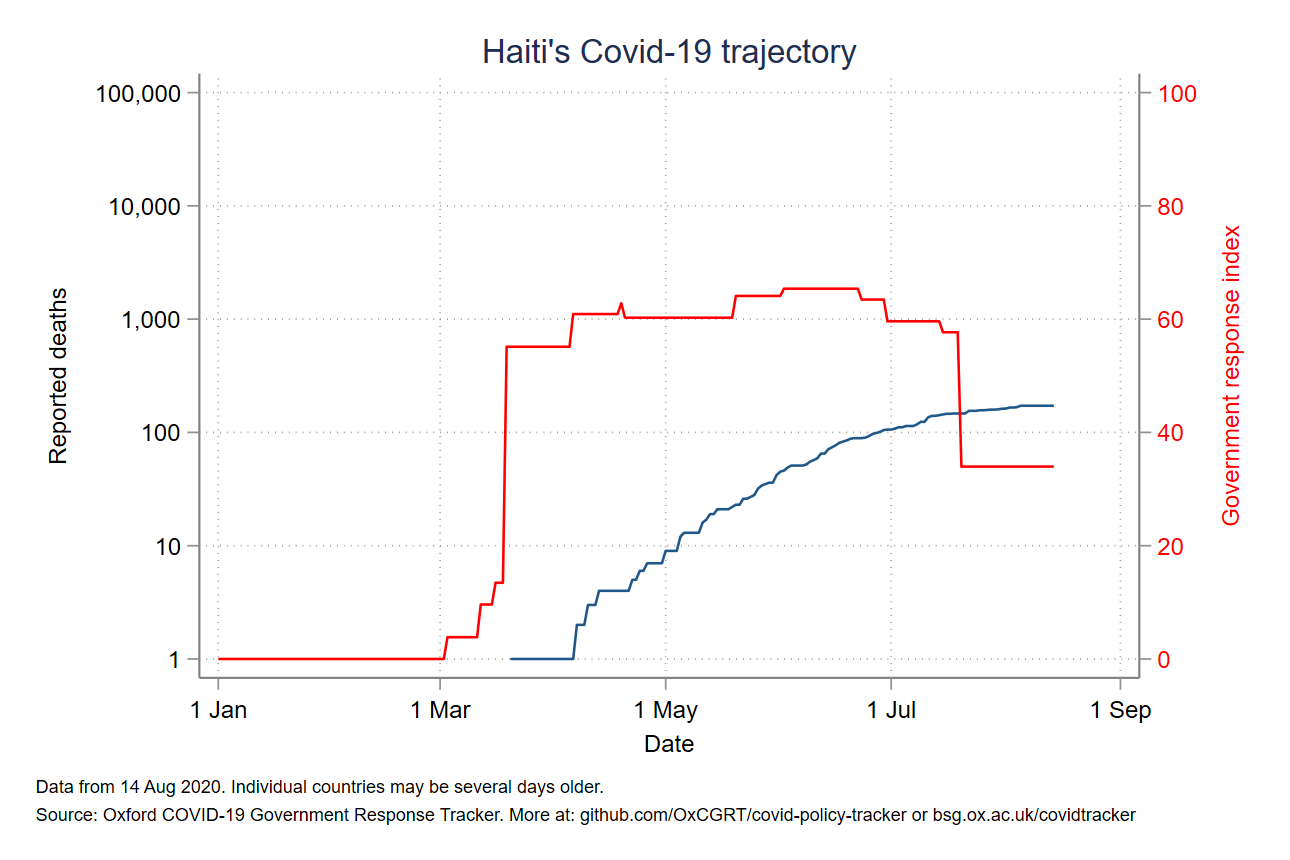 Haiti's Covid-19 trajectory
100,000
10,000
1,000
100
10
1
Reported deaths
100
80
60
40
20
0
Government response index
1 Jan
1 Mar
1 May
1 Jul
1 Sep
Date
Data from 14 Aug 2020. Individual countries may be several days older.
Source: Oxford COVID-19 Government Response Tracker. More at: github.com/OxCGRT/covid-policy-tracker or bsg.ox.ac.uk/covidtracker